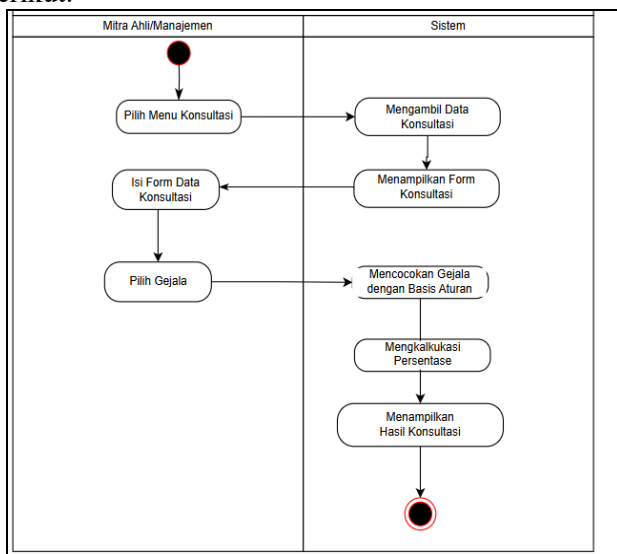 Mitra Ahli/Manajemen
Sistem
Pilih Menu Konsultasi
Mengambil Data
Konsultasi
Isi Form Data
Konsultasi
Menampilkan Form
Konsultasi
Pilih Gejala
Mencocokan Gejala
dengan Basis Aturan
Mengkalkukasi
Persentase
Menampilkan
Hasil Konsultasi